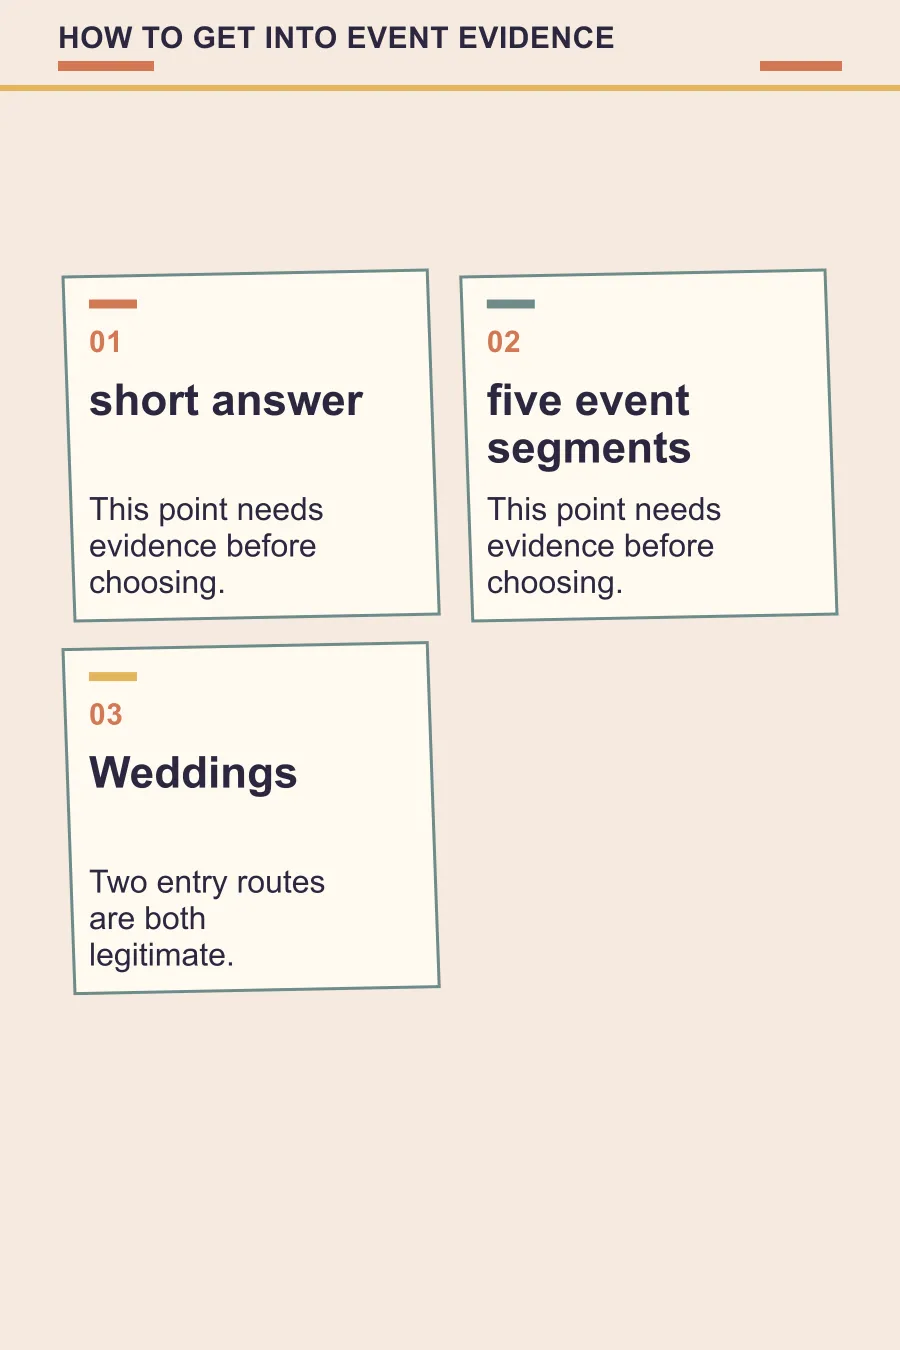 HOW TO GET INTO EVENT EVIDENCE
01
short answer
This point needs
evidence before
choosing.
02
five event
segments
This point needs
evidence before
choosing.
03
Weddings
Two entry routes
are both
legitimate.